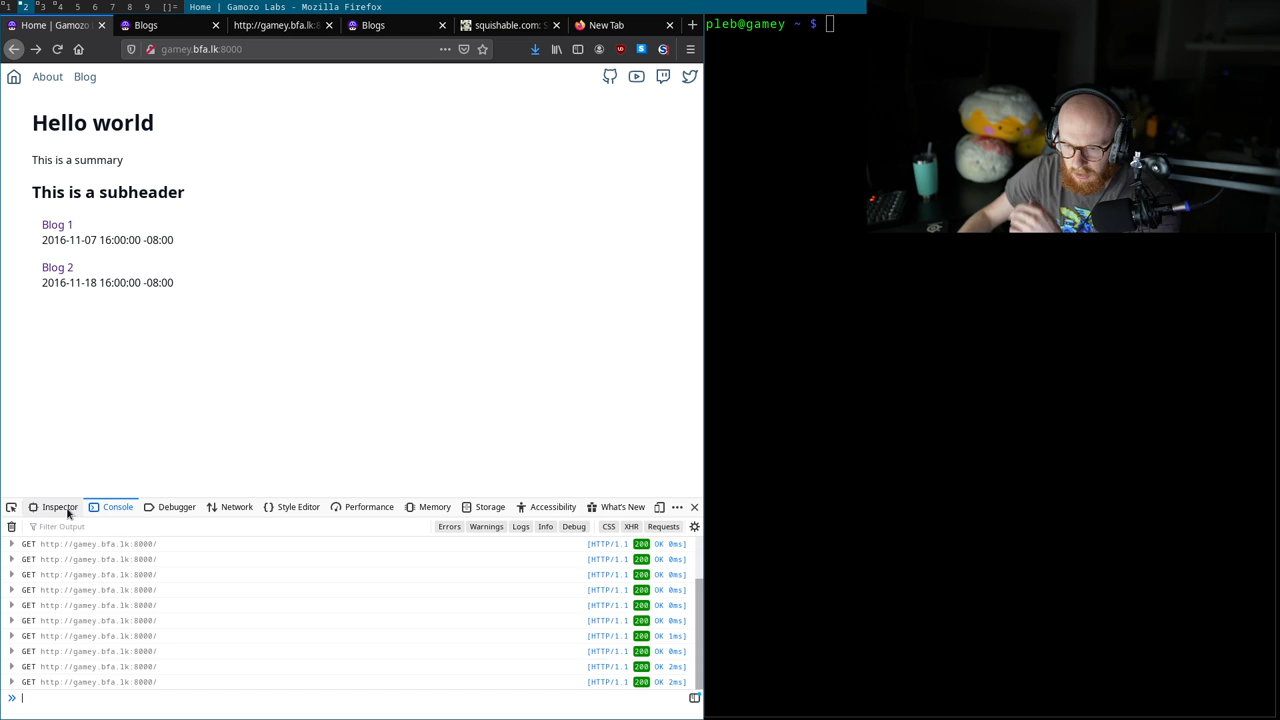 1 2 3 4 5 6 7 8 9 []= Home | Gamozo Labs - Mozilla Firefox
Home | Gamozo L Blogs http://gamey.bfa.lk:8 Blogs squishable.com: S New Tab
pleb@gamey ~ $
gamey.bfa.lk:8000
About Blog
Hello world
This is a summary
This is a subheader
Blog 1
2016-11-07 16:00:00 -08:00
Blog 2
2016-11-18 16:00:00 -08:00
Inspector Console Debugger Network Style Editor Performance Memory Storage Accessibility What's New
Filter Output Errors Warnings Logs Info Debug CSS XHR Requests
GET http://gamey.bfa.lk:8000/ [HTTP/1.1 200 OK 0ms]
GET http://gamey.bfa.lk:8000/ [HTTP/1.1 200 OK 0ms]
GET http://gamey.bfa.lk:8000/ [HTTP/1.1 200 OK 0ms]
GET http://gamey.bfa.lk:8000/ [HTTP/1.1 200 OK 0ms]
GET http://gamey.bfa.lk:8000/ [HTTP/1.1 200 OK 0ms]
GET http://gamey.bfa.lk:8000/ [HTTP/1.1 200 OK 0ms]
GET http://gamey.bfa.lk:8000/ [HTTP/1.1 200 OK 1ms]
GET http://gamey.bfa.lk:8000/ [HTTP/1.1 200 OK 0ms]
GET http://gamey.bfa.lk:8000/ [HTTP/1.1 200 OK 2ms]
GET http://gamey.bfa.lk:8000/ [HTTP/1.1 200 OK 2ms]
»